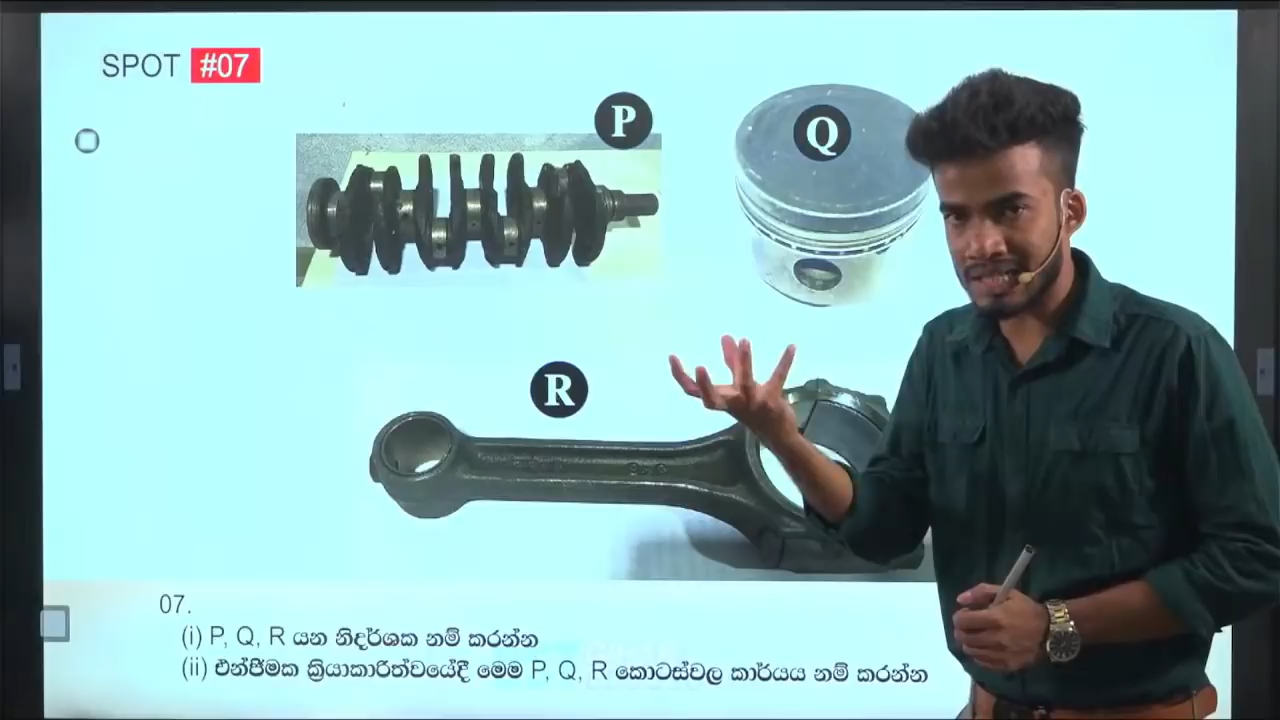 SPOT #07
P
Q
R
07.
(i) P, Q, R යන නිදර්ශක නම් කරන්න
(ii) එන්ජිමක ක්‍රියාකාරිත්වයේදී මෙම P, Q, R කොටස්වල කාර්යය නම් කරන්න